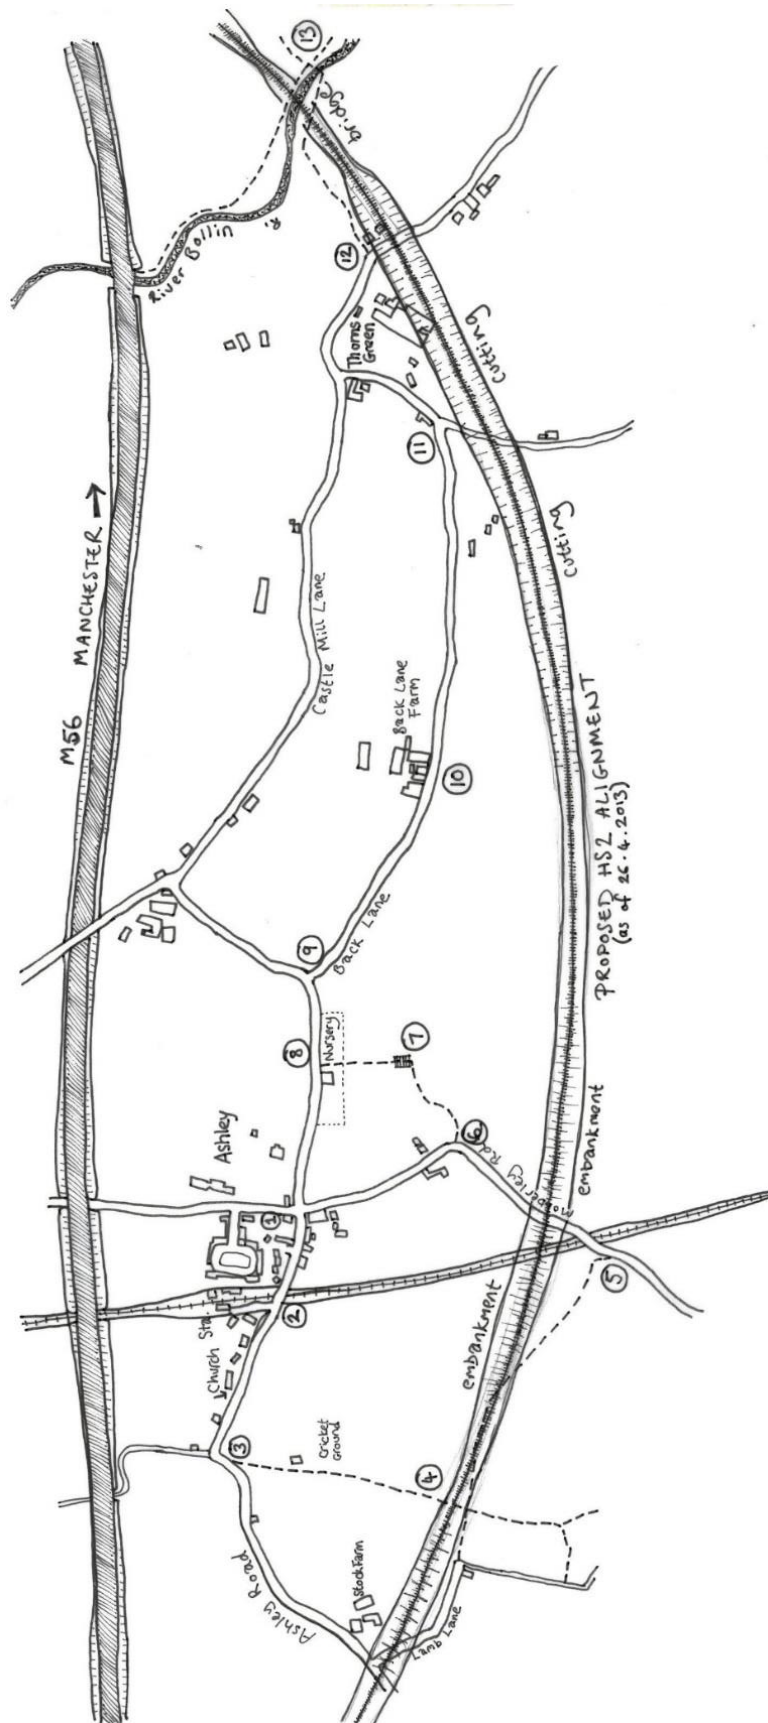 13
bridge
River Bollin
R.
12
cutting
Thorns
Green
11
cutting
MANCHESTER →
M56
Castle Mill Lane
Back Lane
Farm
10
PROPOSED HS2 ALIGNMENT
(as of 26.4.2013)
9
Back Lane
8
Nursery
7
Ashley
6
Mobberley Rd
embankment
1
5
2
Sta.
Church
embankment
3
Cricket
Ground
4
Ashley Road
Stock Farm
Lamb Lane